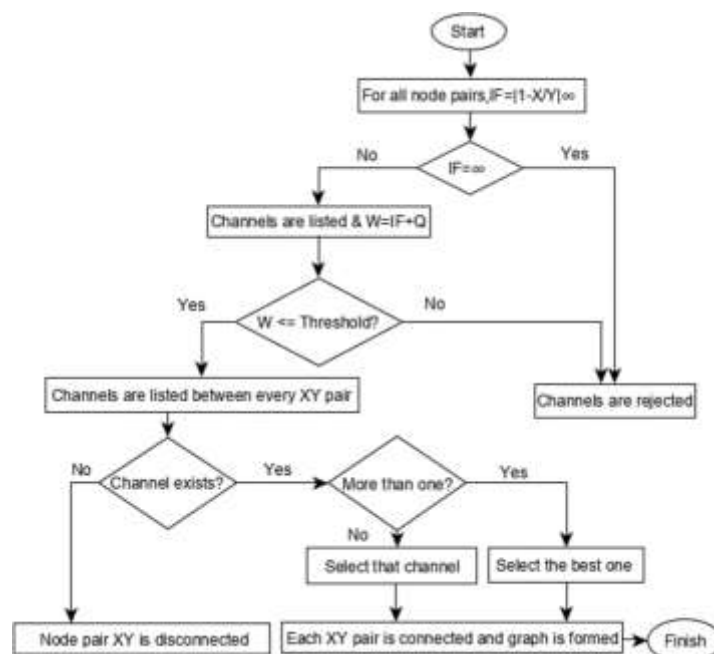 Start
For all node pairs,IF=|1-X/Y|∞
No
Yes
IF=∞
Channels are listed & W=IF+Q
Yes
No
W <= Threshold?
Channels are listed between every XY pair
Channels are rejected
No
Yes
Yes
Channel exists?
More than one?
No
Select that channel
Select the best one
Node pair XY is disconnected
Each XY pair is connected and graph is formed
Finish